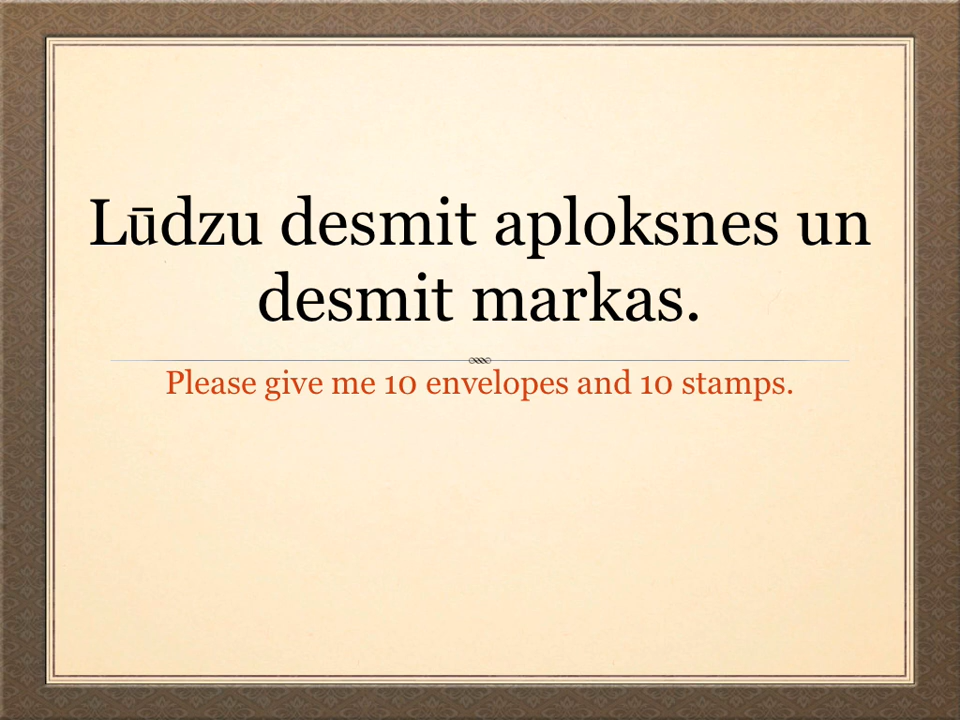 Lūdzu desmit aploksnes un
desmit markas.
Please give me 10 envelopes and 10 stamps.